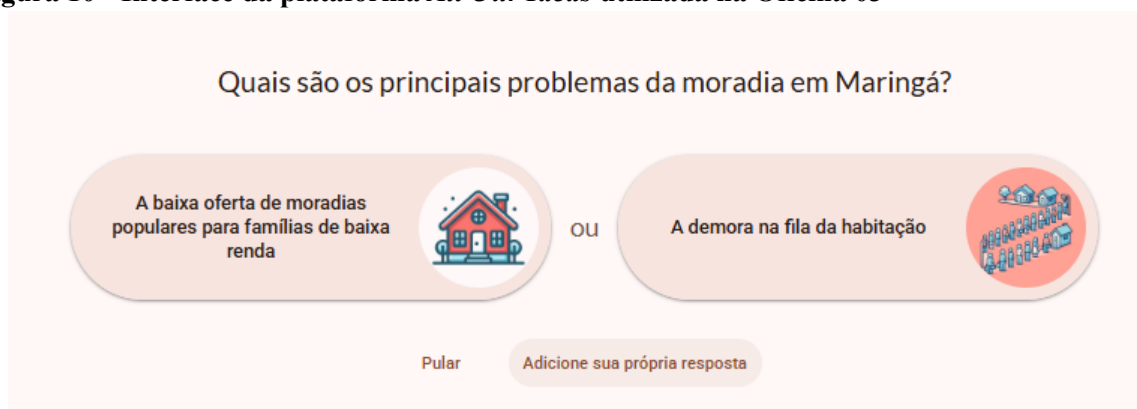 Quais são os principais problemas da moradia em Maringá?
A baixa oferta de moradias
populares para famílias de baixa
renda
ou
A demora na fila da habitação
Pular
Adicione sua própria resposta